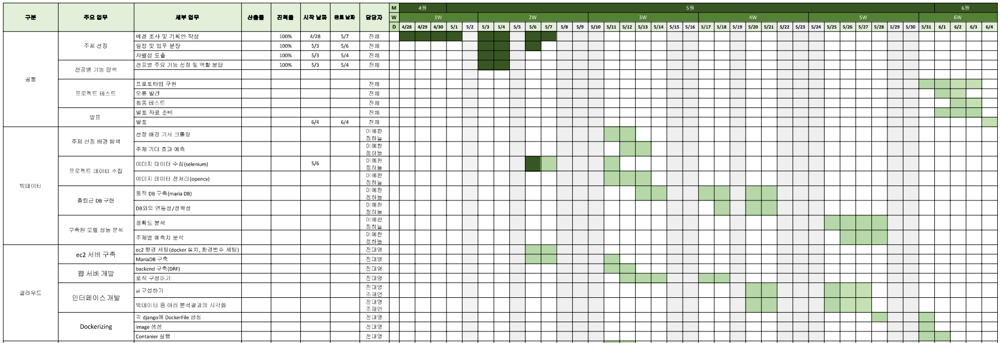 구분 주요 업무 세부 업무 산출물 진척율 시작 날짜 완료 날짜 담당자
M 4월 5월 6월
W 1W 2W 3W 4W 5W 6W
D 4/28 4/29 4/30 5/1 5/2 5/3 5/4 5/5 5/6 5/7 5/8 5/9 5/10 5/11 5/12 5/13 5/14 5/15 5/16 5/17 5/18 5/19 5/20 5/21 5/22 5/23 5/24 5/25 5/26 5/27 5/28 5/29 5/30 5/31 6/1 6/2 6/3 6/4
공통
주제 선정
배경 조사 및 기획안 작성 100% 4/28 5/7 전체
일정 및 업무 분장 100% 5/3 5/6 전체
차별성 도출 100% 5/3 5/4 전체
전공별 기능 탐색
전공별 주요 기능 선정 및 역할 분담 100% 5/3 5/4 전체
프로젝트 테스트
프로토타입 구현 전체
오류 발견 전체
최종 테스트 전체
발표
발표 자료 준비 전체
발표 6/4 6/4 전체
빅데이터
주제 선정 배경 탐색
선정 배경 기사 크롤링 이예찬
정하늘
주제 기대 효과 예측 이예찬
정하늘
프로젝트 데이터 수집
이미지 데이터 수집(selenium) 5/6 이예찬
정하늘
이미지 데이터 전처리(opencv) 이예찬
정하늘
출퇴근 DB 구현
동적 DB 구축(maria DB) 이예찬
정하늘
DB와의 연동성/정확성 이예찬
정하늘
구축된 모델 성능 분석
정확도 분석 이예찬
정하늘
주제별 예측치 분석 이예찬
정하늘
클라우드
ec2 서버 구축
ec2 환경 세팅(docker 설치, 환경변수 세팅) 전대영
MariaDB 구축 전대영
웹 서버 개발
backend 구축(DRF) 전대영
로직 구성하기 전대영
인터페이스 개발
ui 구성하기 전대영
조재언
빅데이터 등 여러 분석결과의 시각화 전대영
조재언
Dockerizing
각 django에 DockerFile 생성 전대영
image 생성 전대영
Contanier 실행 전대영